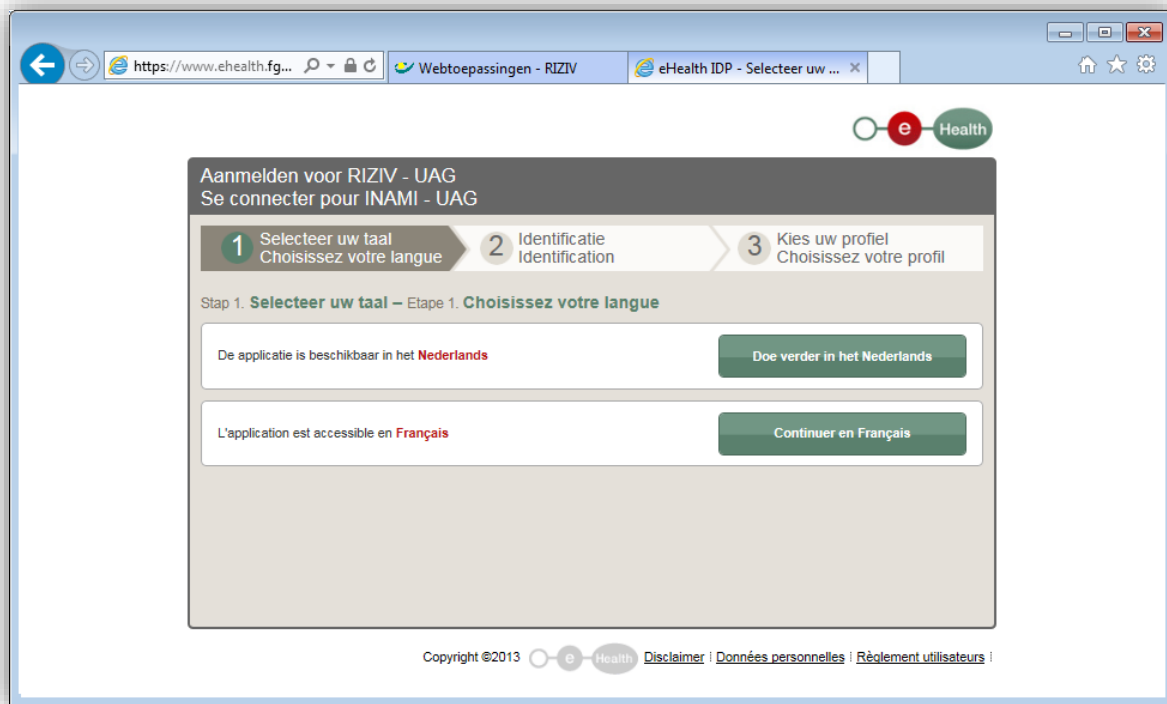 https://www.ehealth.fg...
Webtoepassingen - RIZIV
eHealth IDP - Selecteer uw ...
e Health
Aanmelden voor RIZIV - UAG
Se connecter pour INAMI - UAG
1 Selecteer uw taal
Choisissez votre langue
2 Identificatie
Identification
3 Kies uw profiel
Choisissez votre profil
Stap 1. Selecteer uw taal – Etape 1. Choisissez votre langue
De applicatie is beschikbaar in het Nederlands
Doe verder in het Nederlands
L'application est accessible en Français
Continuer en Français
Copyright ©2013 e Health Disclaimer | Données personnelles | Règlement utilisateurs |